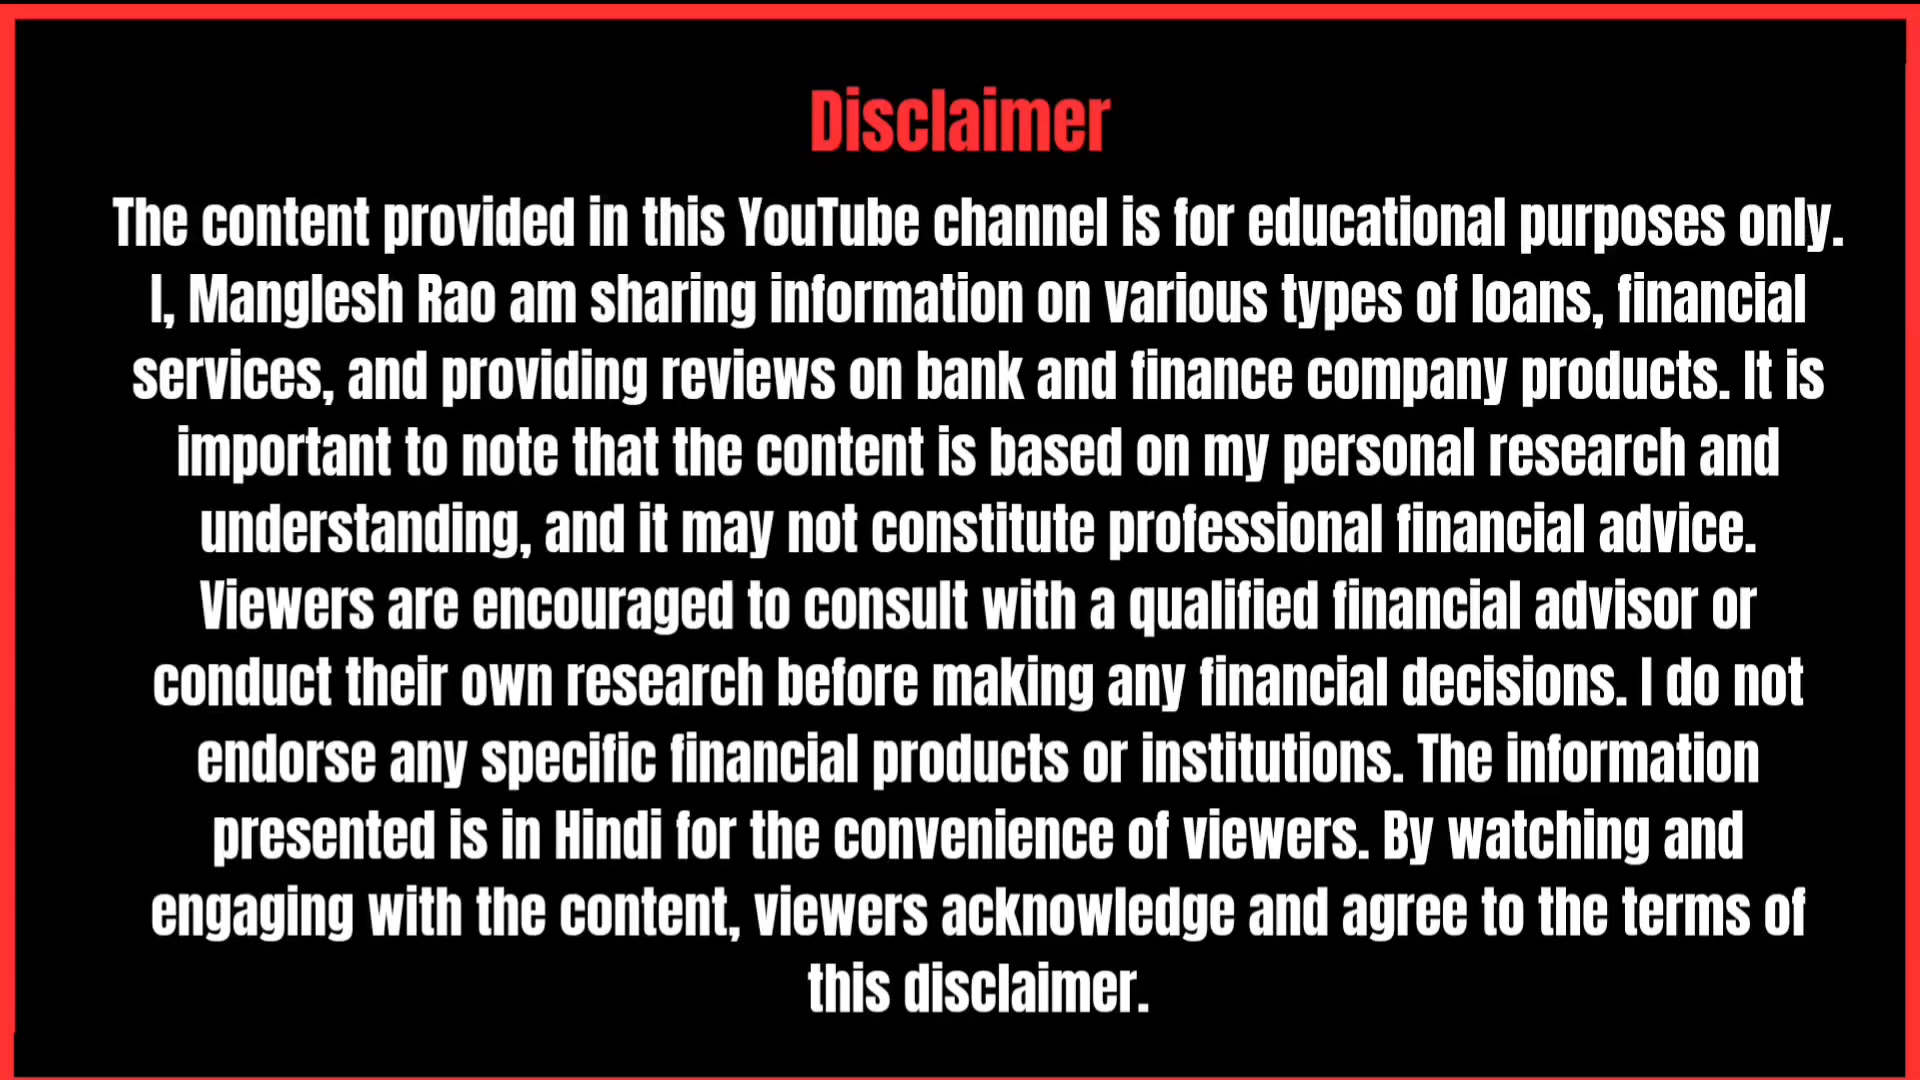 Disclaimer
The content provided in this YouTube channel is for educational purposes only.
I, Manglesh Rao am sharing information on various types of loans, financial
services, and providing reviews on bank and finance company products. It is
important to note that the content is based on my personal research and
understanding, and it may not constitute professional financial advice.
Viewers are encouraged to consult with a qualified financial advisor or
conduct their own research before making any financial decisions. I do not
endorse any specific financial products or institutions. The information
presented is in Hindi for the convenience of viewers. By watching and
engaging with the content, viewers acknowledge and agree to the terms of
this disclaimer.